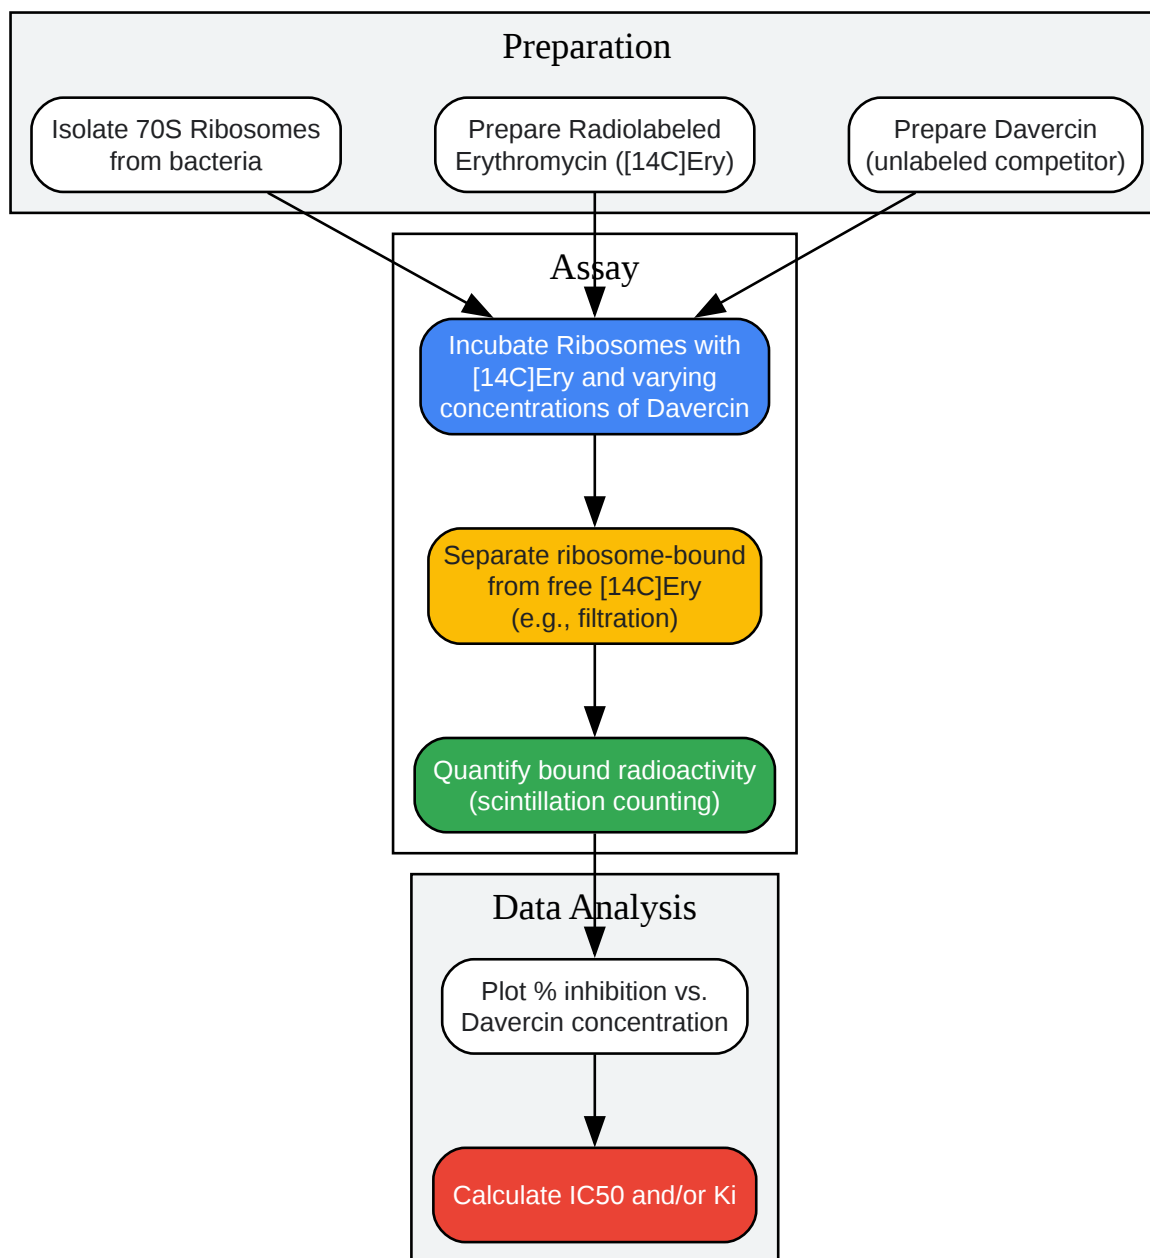 Preparation
Isolate 70S Ribosomes
from bacteria
Prepare Radiolabeled
Erythromycin ([14C]Ery)
Prepare Davercin
(unlabeled competitor)
Assay
Incubate Ribosomes with
[14C]Ery and varying
concentrations of Davercin
Separate ribosome-bound
from free [14C]Ery
(e.g., filtration)
Quantify bound radioactivity
(scintillation counting)
Data Analysis
Plot % inhibition vs.
Davercin concentration
Calculate IC50 and/or Ki